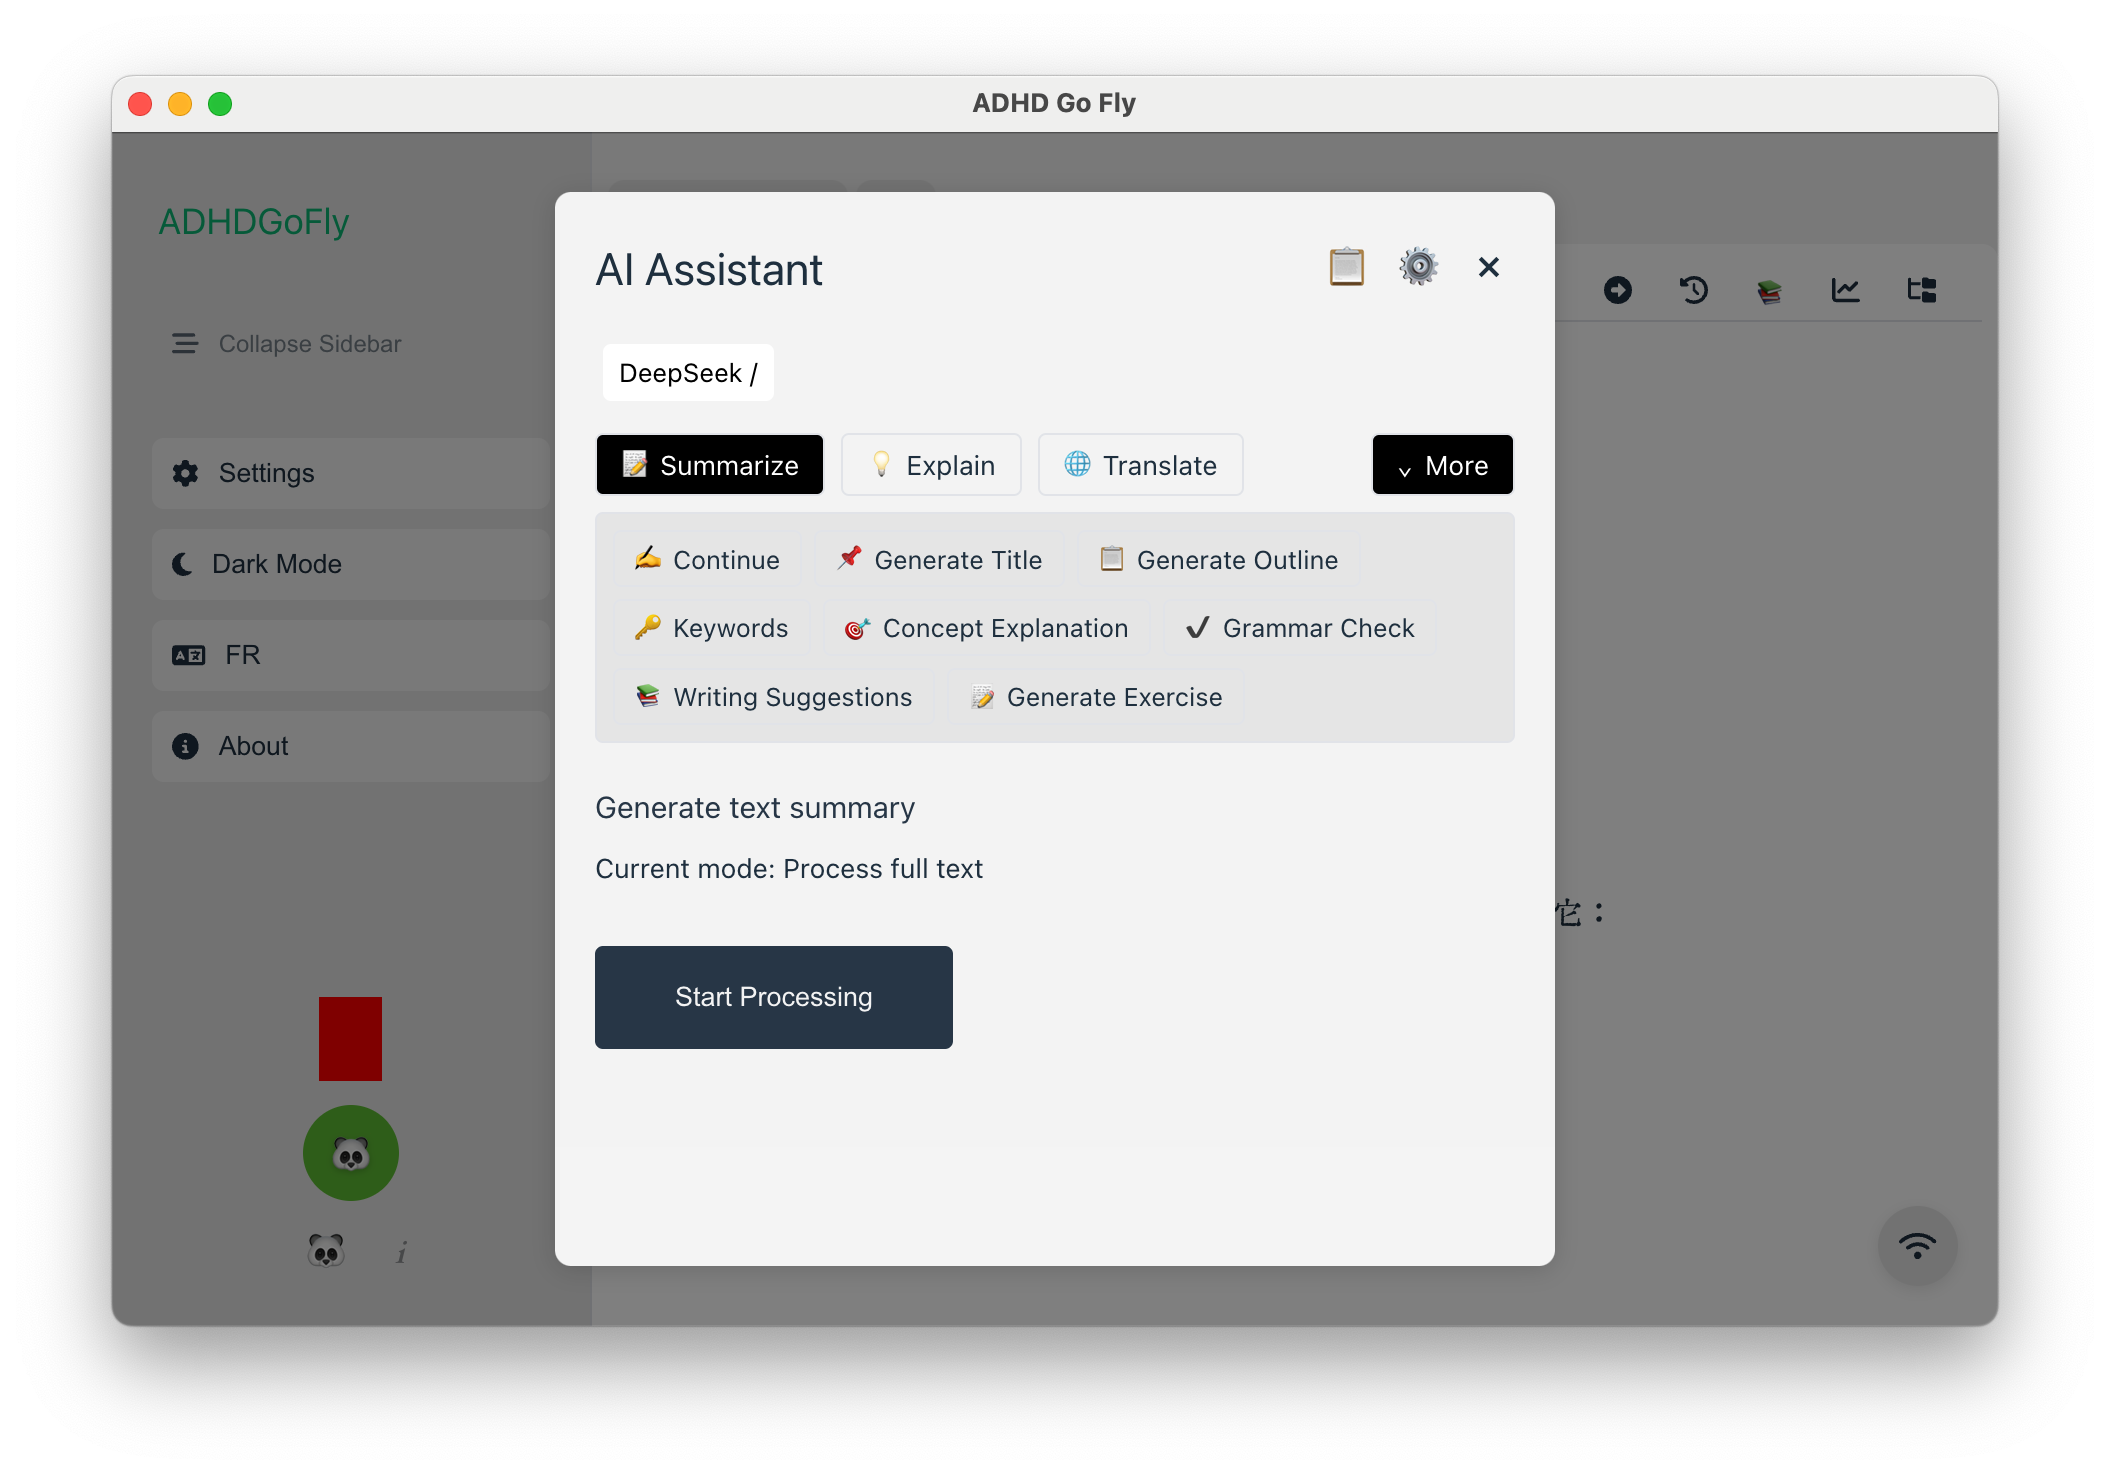 ADHD Go Fly
ADHDGoFly
Collapse Sidebar
Settings
Dark Mode
FR
About
AI Assistant
DeepSeek /
Summarize
Explain
Translate
More
Continue
Generate Title
Generate Outline
Keywords
Concept Explanation
Grammar Check
Writing Suggestions
Generate Exercise
Generate text summary
Current mode: Process full text
Start Processing
它：